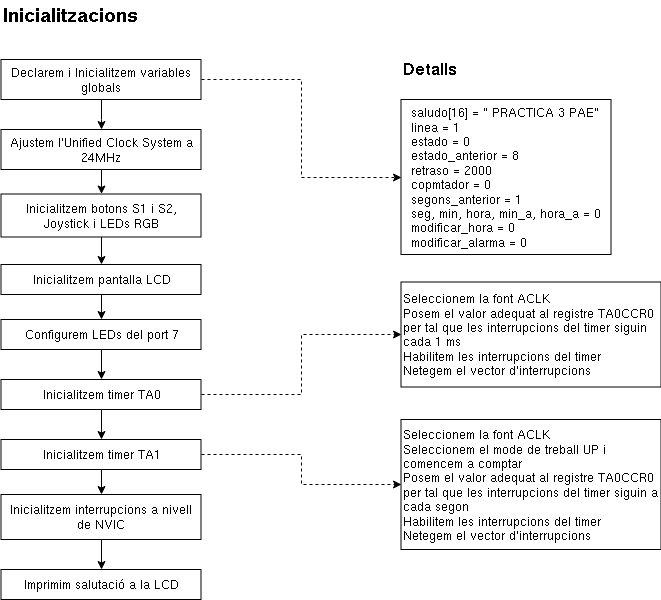 Inicialitzacions
Declarem i Inicialitzem variables
globals
Ajustem l'Unified Clock System a
24MHz
Inicialitzem botons S1 i S2,
Joystick i LEDs RGB
Inicialitzem pantalla LCD
Configurem LEDs del port 7
Inicialitzem timer TA0
Inicialitzem timer TA1
Inicialitzem interrupcions a nivell
de NVIC
Imprimim salutació a la LCD
Detalls
saludo[16] = " PRACTICA 3 PAE"
linea = 1
estado = 0
estado_anterior = 8
retraso = 2000
copmtador = 0
segons_anterior = 1
seg, min, hora, min_a, hora_a = 0
modificar_hora = 0
modificar_alarma = 0
Seleccionem la font ACLK
Posem el valor adequat al registre TA0CCR0
per tal que les interrupcions del timer siguin
cada 1 ms
Habilitem les interrupcions del timer
Netegem el vector d'interrupcions
Seleccionem la font ACLK
Seleccionem el mode de treball UP i
comencem a comptar
Posem el valor adequat al registre TA0CCR0
per tal que les interrupcions del timer siguin a
cada segon
Habilitem les interrupcions del timer
Netegem el vector d'interrupcions